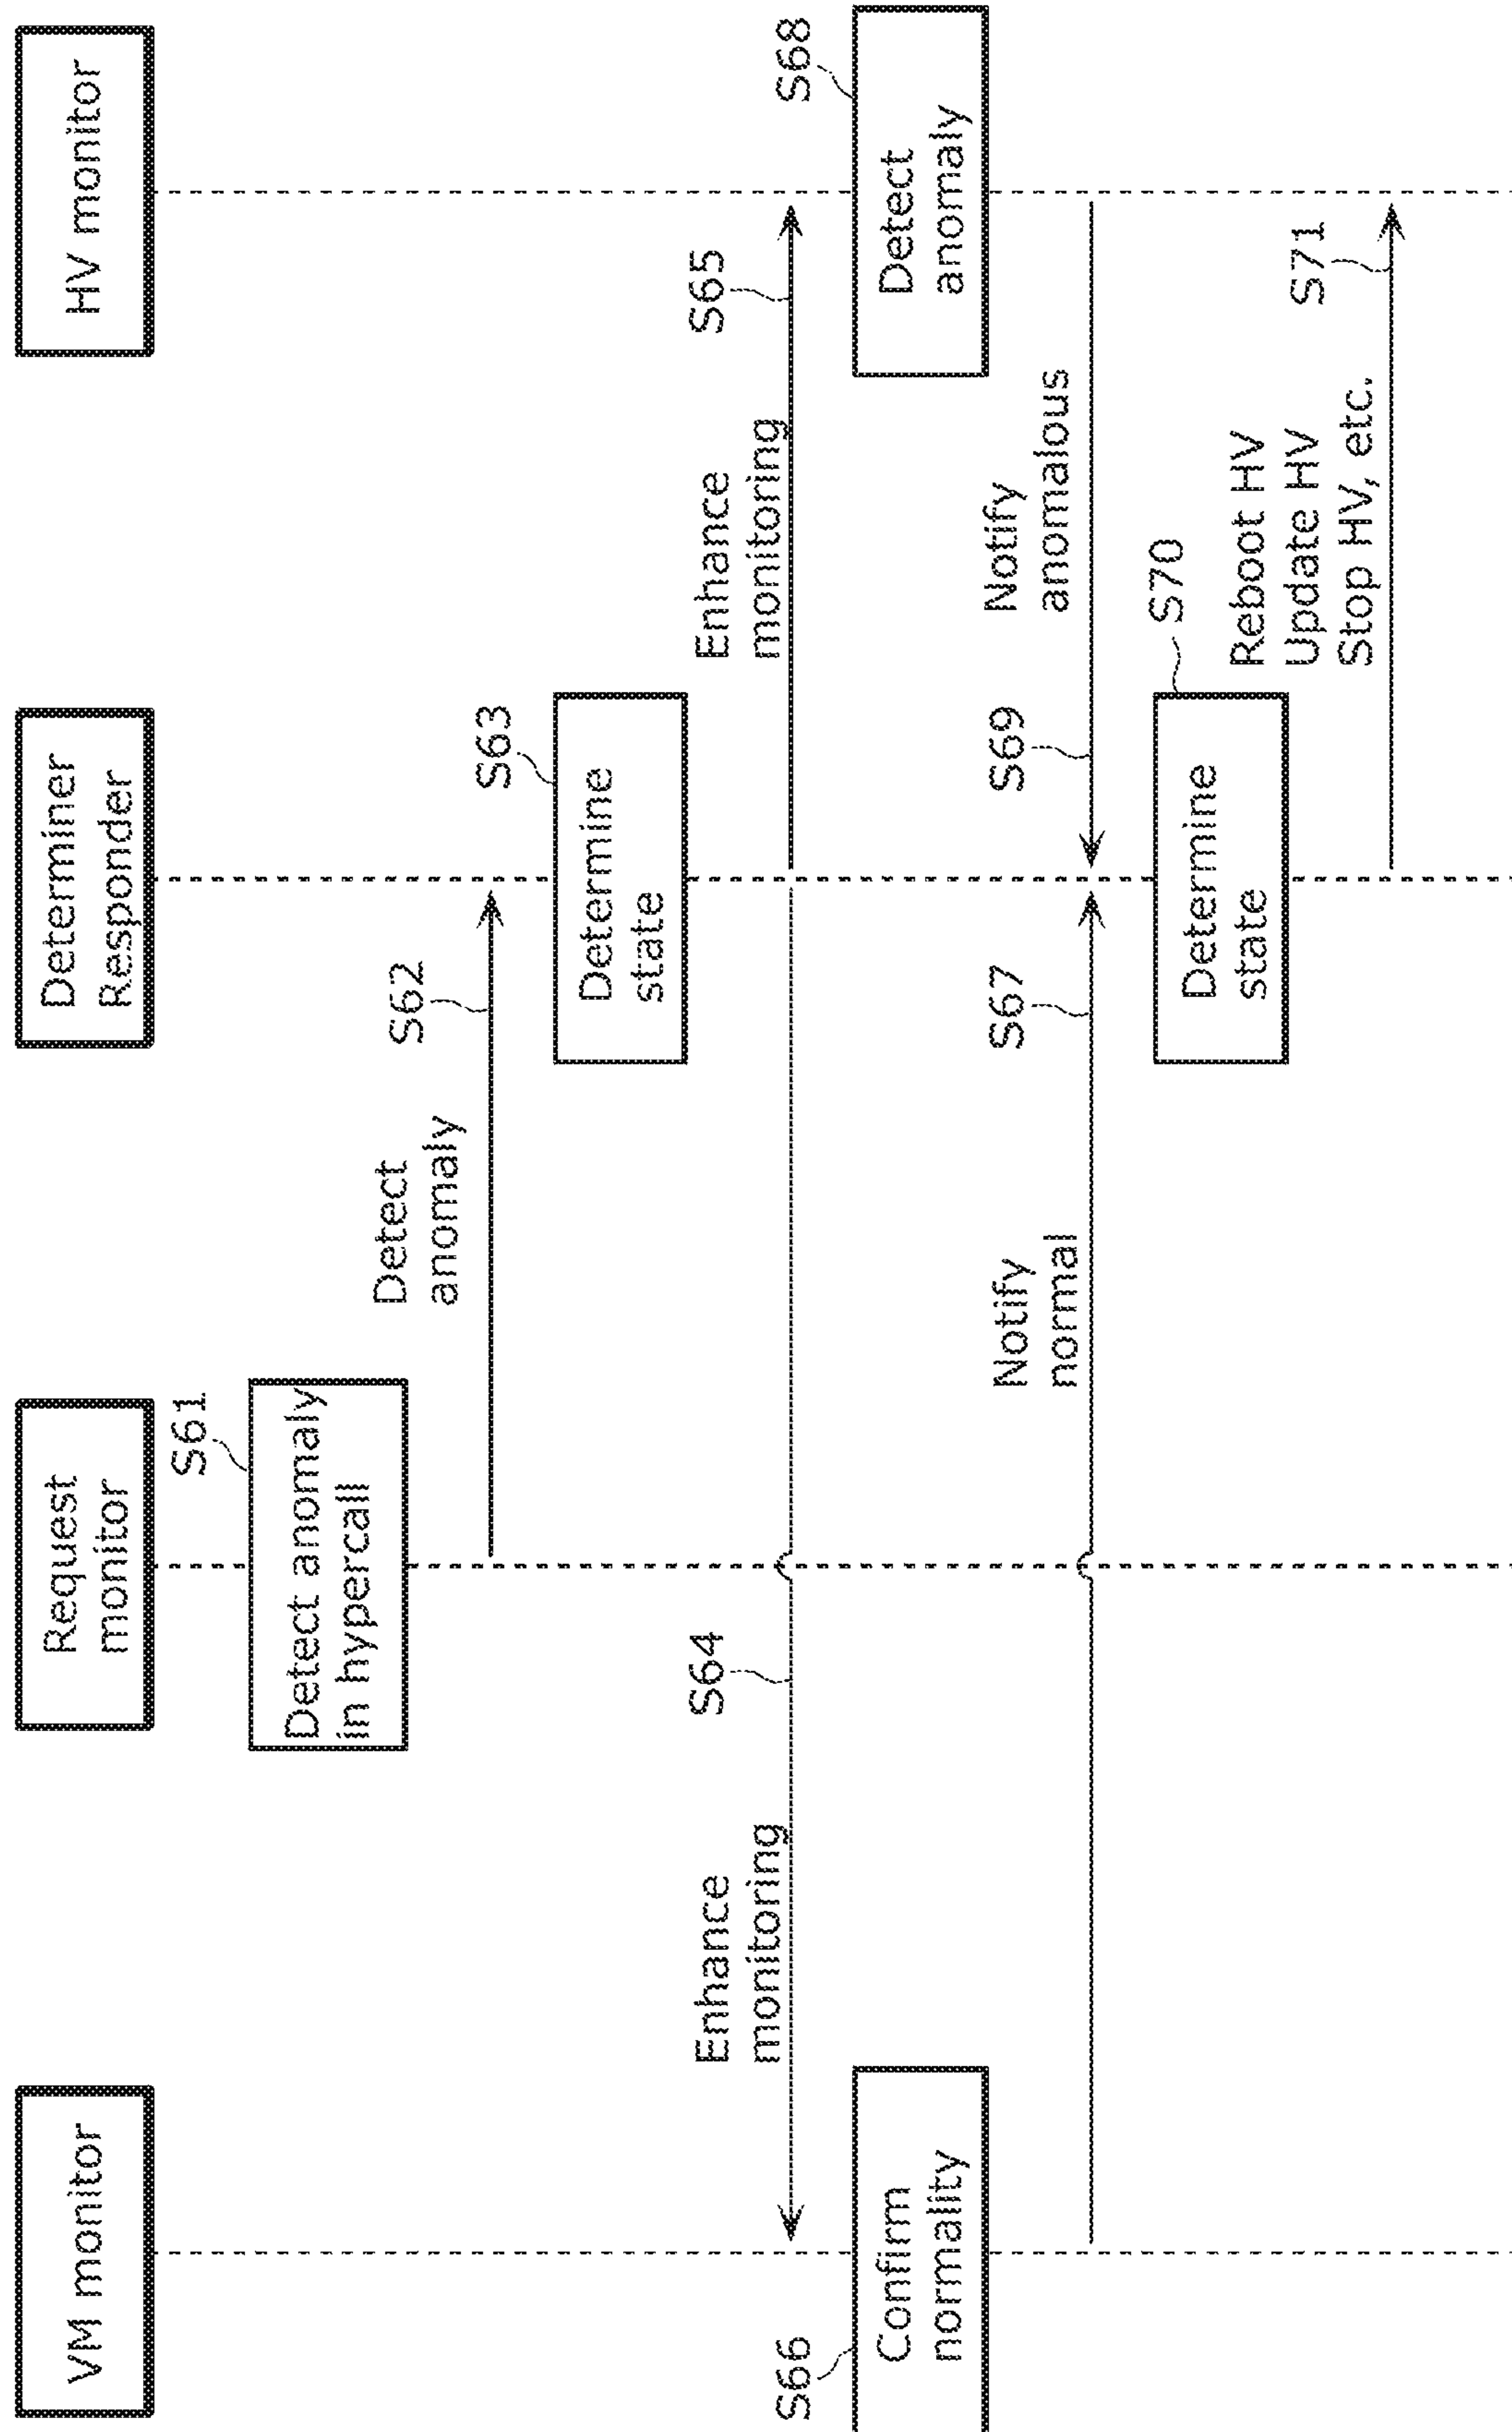 VM monitor
Request
monitor
Determiner
Responder
HV monitor
S61
Detect anomaly
in hypercall
Detect
anomaly
S62
S63
Determine
state
Enhance
monitoring
S64
Enhance
monitoring
S65
S66
Confirm
normality
S68
Detect
anomaly
Notify
normal
S67
S69
Notify
anomalous
S70
Determine
state
Reboot HV
Update HV
Stop HV, etc.
S71